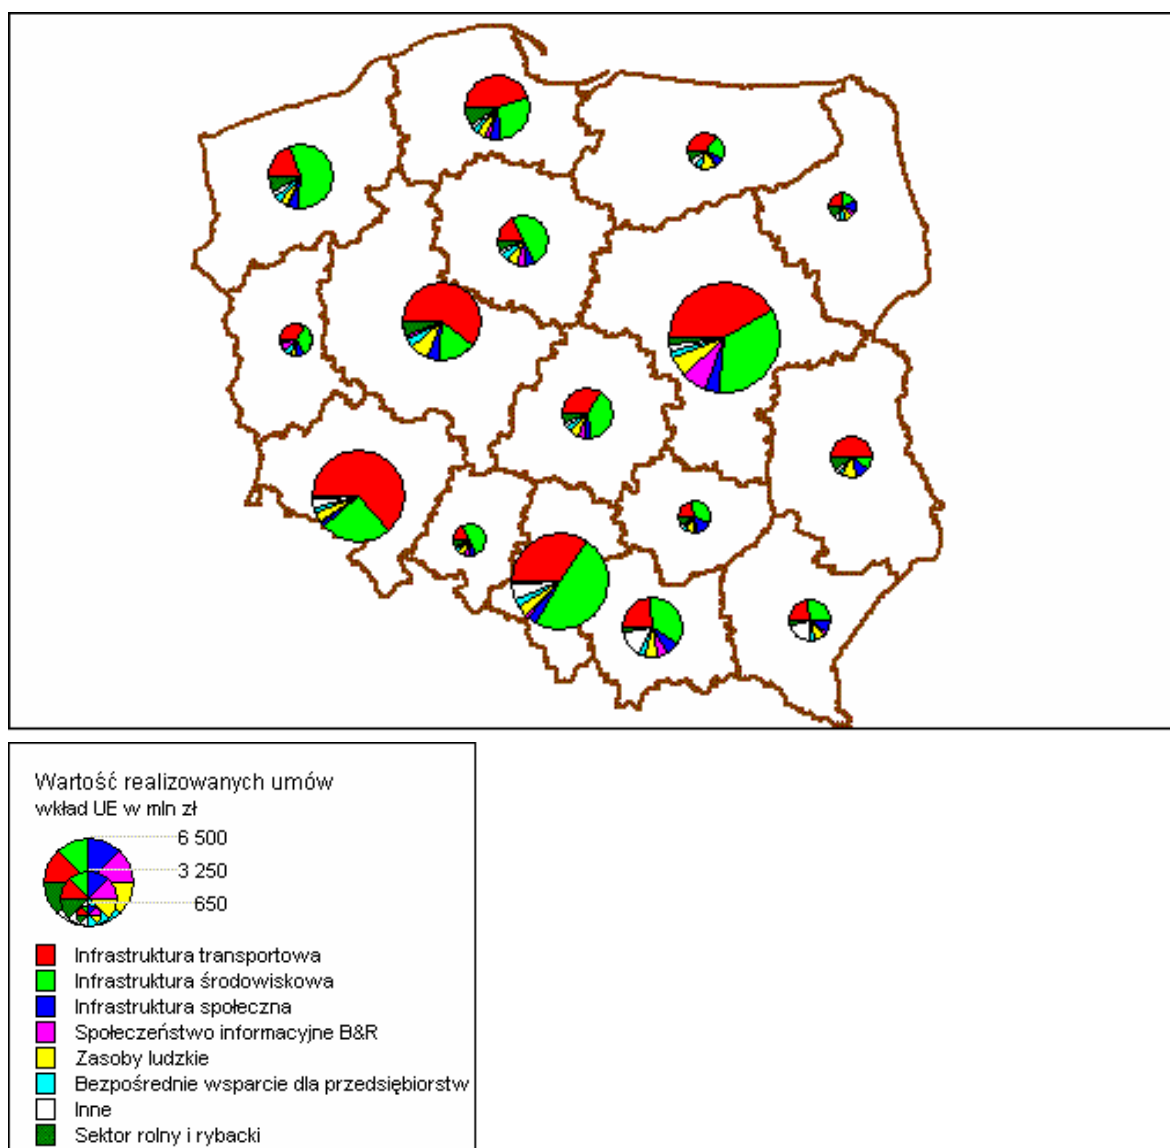 Wartość realizowanych umów
wkład UE w mln zł
6 500
3 250
650
Infrastruktura transportowa
Infrastruktura środowiskowa
Infrastruktura społeczna
Społeczeństwo informacyjne B&R
Zasoby ludzkie
Bezpośrednie wsparcie dla przedsiębiorstw
Inne
Sektor rolny i rybacki